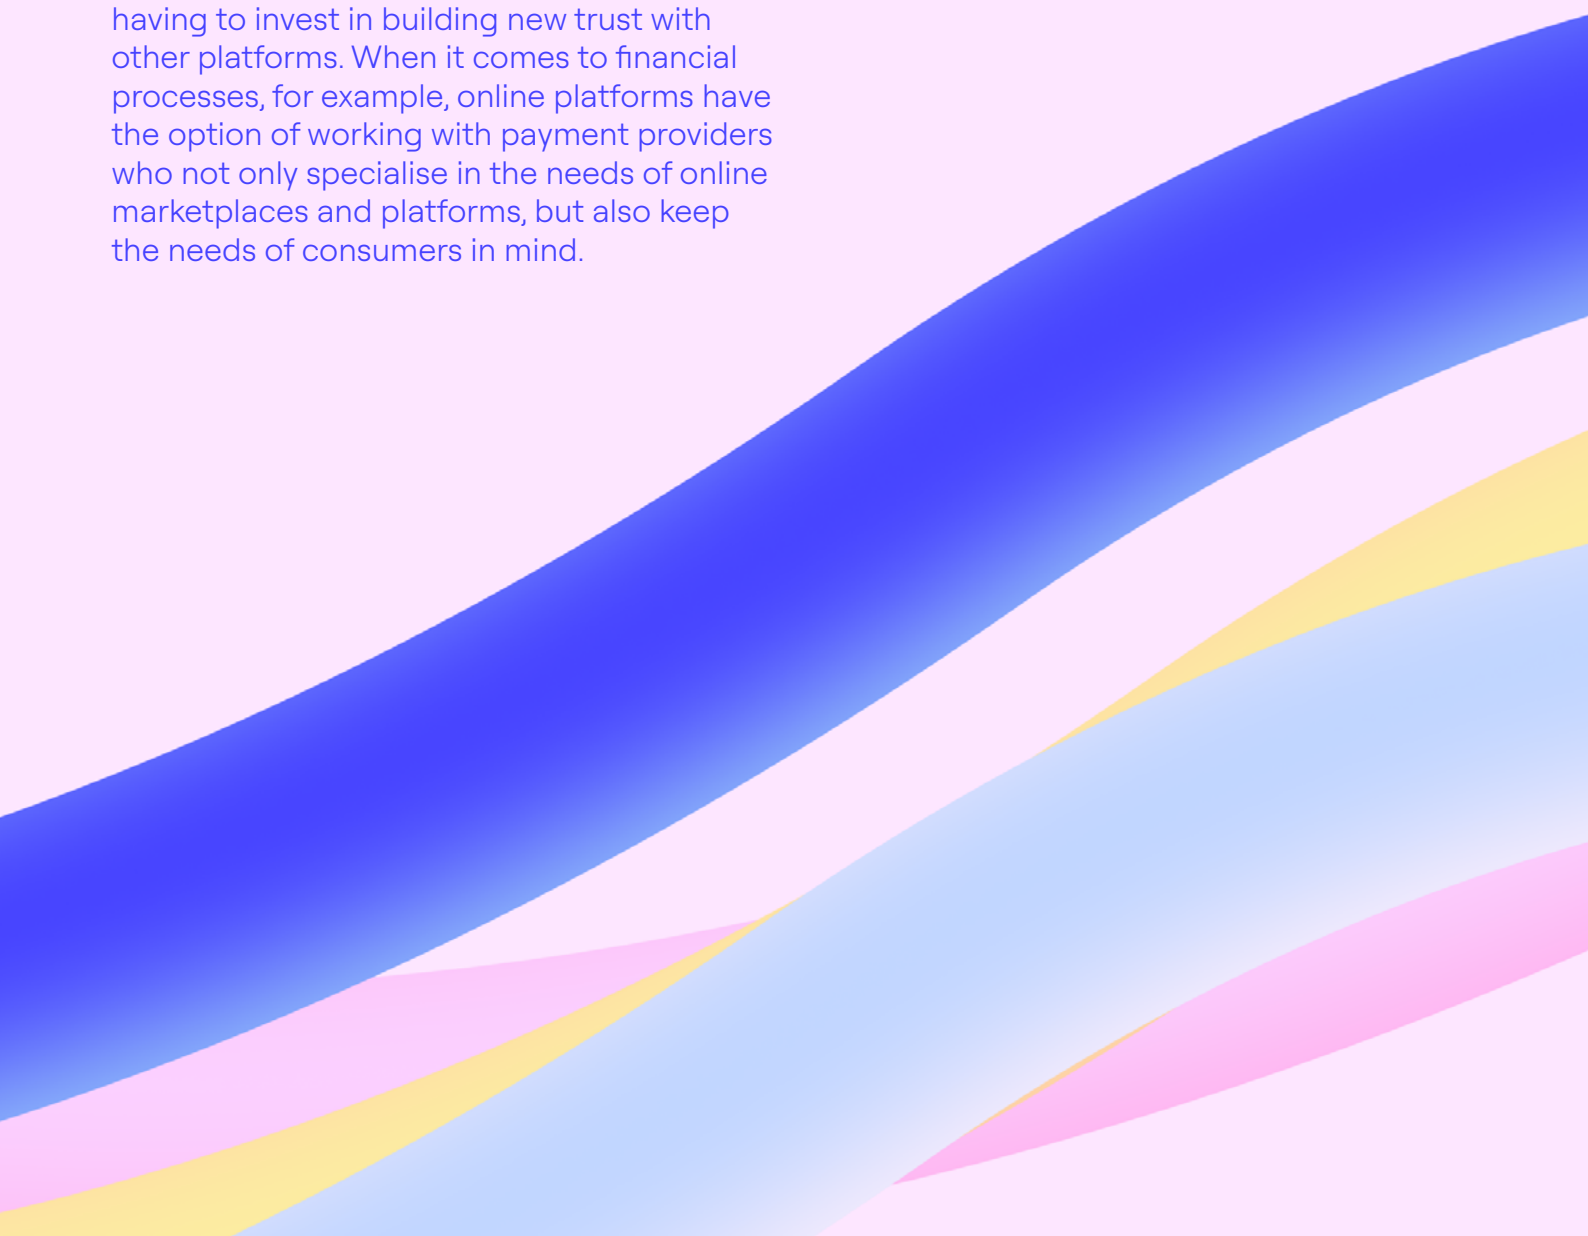 having to invest in building new trust with
other platforms. When it comes to financial
processes, for example, online platforms have
the option of working with payment providers
who not only specialise in the needs of online
marketplaces and platforms, but also keep
the needs of consumers in mind.